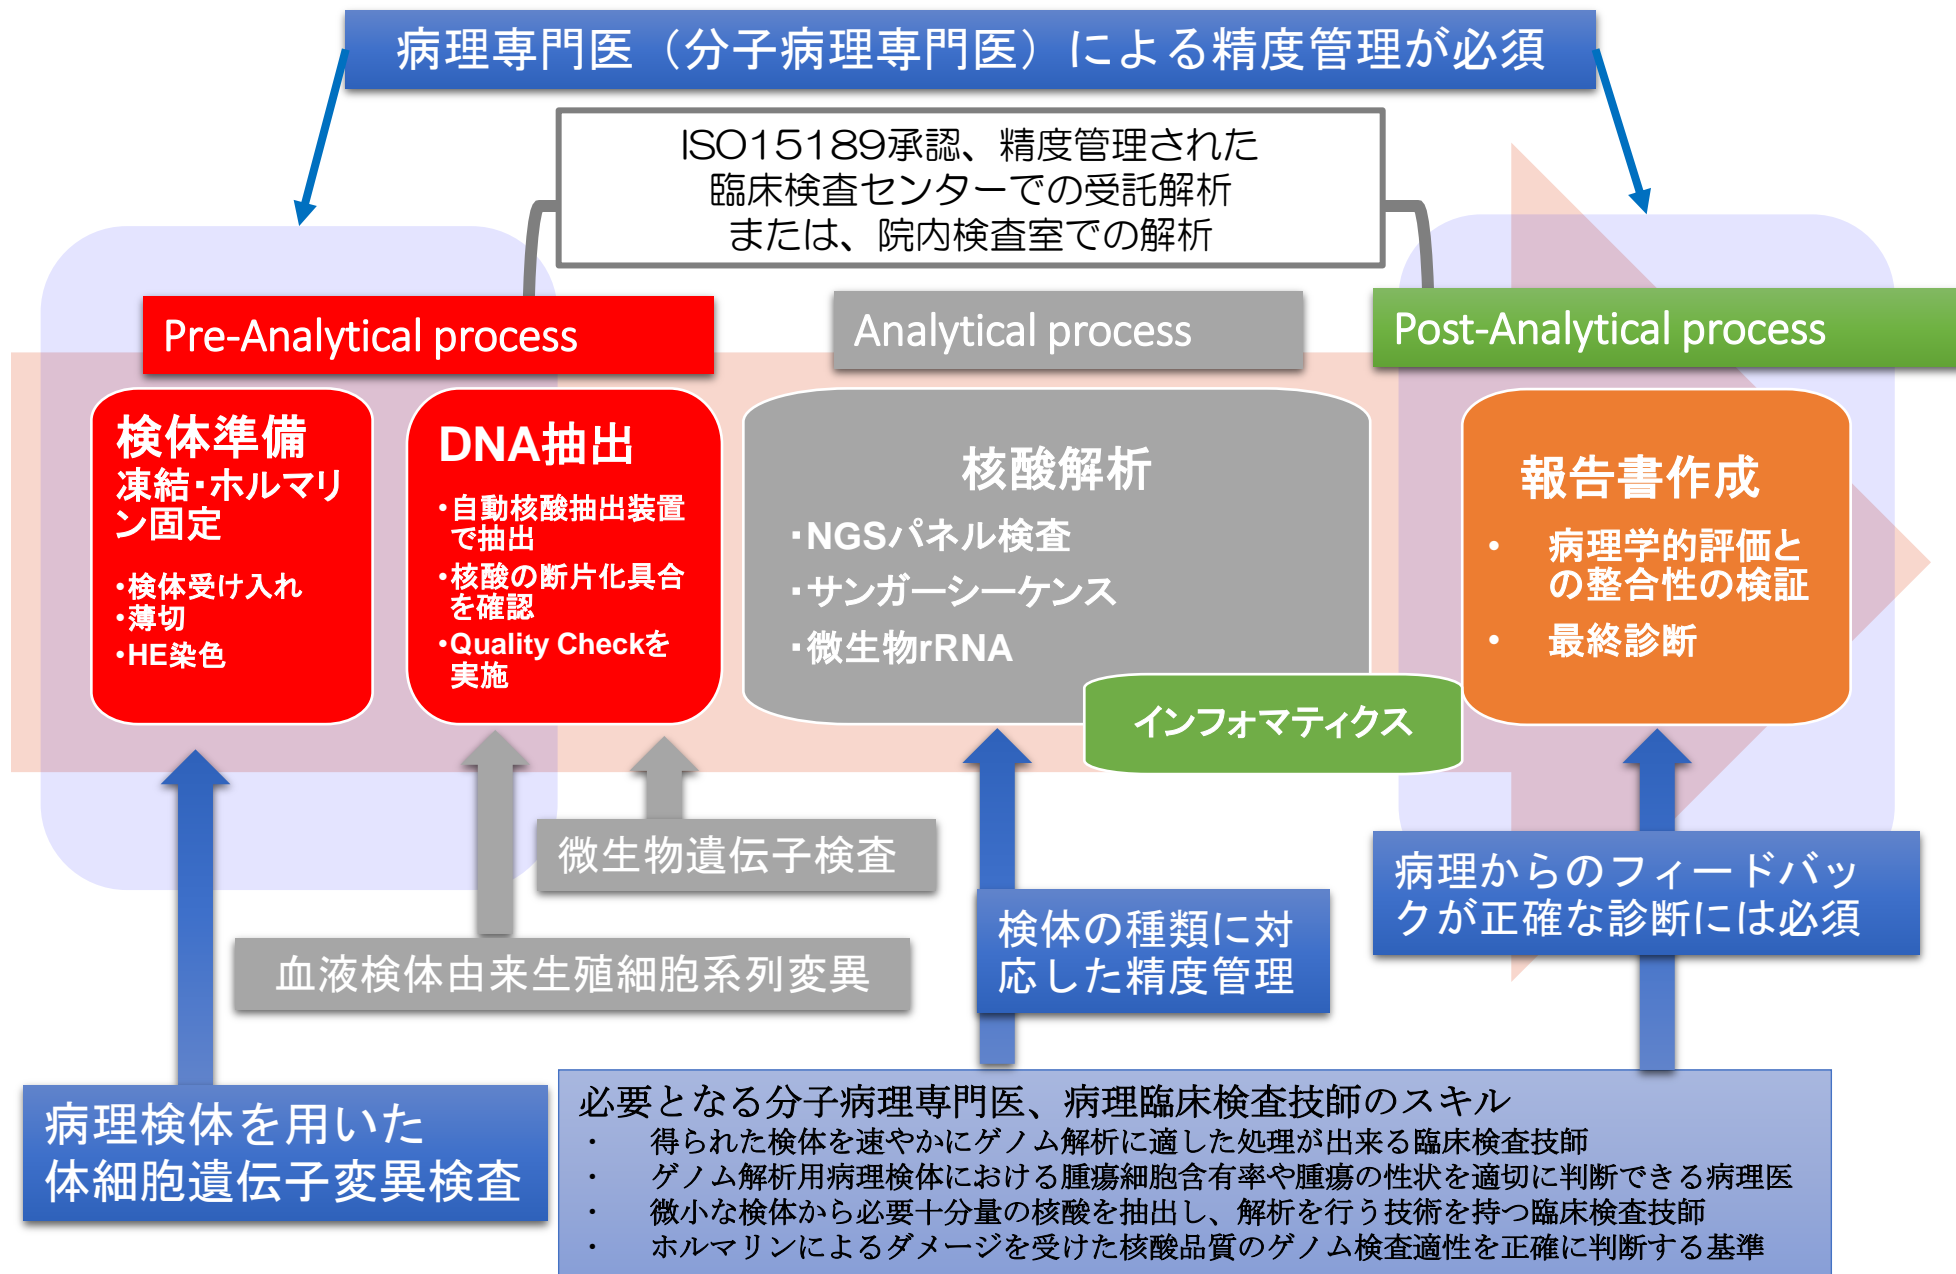 病理専門医（分子病理専門医）による精度管理が必須
ISO15189承認、精度管理された
臨床検査センターでの受託解析
または、院内検査室での解析
Pre-Analytical process
Analytical process
Post-Analytical process
検体準備
凍結・ホルマリ
ン固定
・検体受け入れ
・薄切
・HE染色
DNA抽出
・自動核酸抽出装置
で抽出
・核酸の断片化具合
を確認
・Quality Checkを
実施
核酸解析
・NGSパネル検査
・サンガーシーケンス
・微生物rRNA
インフォマティクス
報告書作成
• 病理学的評価と
の整合性の検証
• 最終診断
微生物遺伝子検査
血液検体由来生殖細胞系列変異
検体の種類に対
応した精度管理
病理からのフィードバッ
クが正確な診断には必須
病理検体を用いた
体細胞遺伝子変異検査
必要となる分子病理専門医、病理臨床検査技師のスキル
・ 得られた検体を速やかにゲノム解析に適した処理が出来る臨床検査技師
・ ゲノム解析用病理検体における腫瘍細胞含有率や腫瘍の性状を適切に判断できる病理医
・ 微小な検体から必要十分量の核酸を抽出し、解析を行う技術を持つ臨床検査技師
・ ホルマリンによるダメージを受けた核酸品質のゲノム検査適性を正確に判断する基準